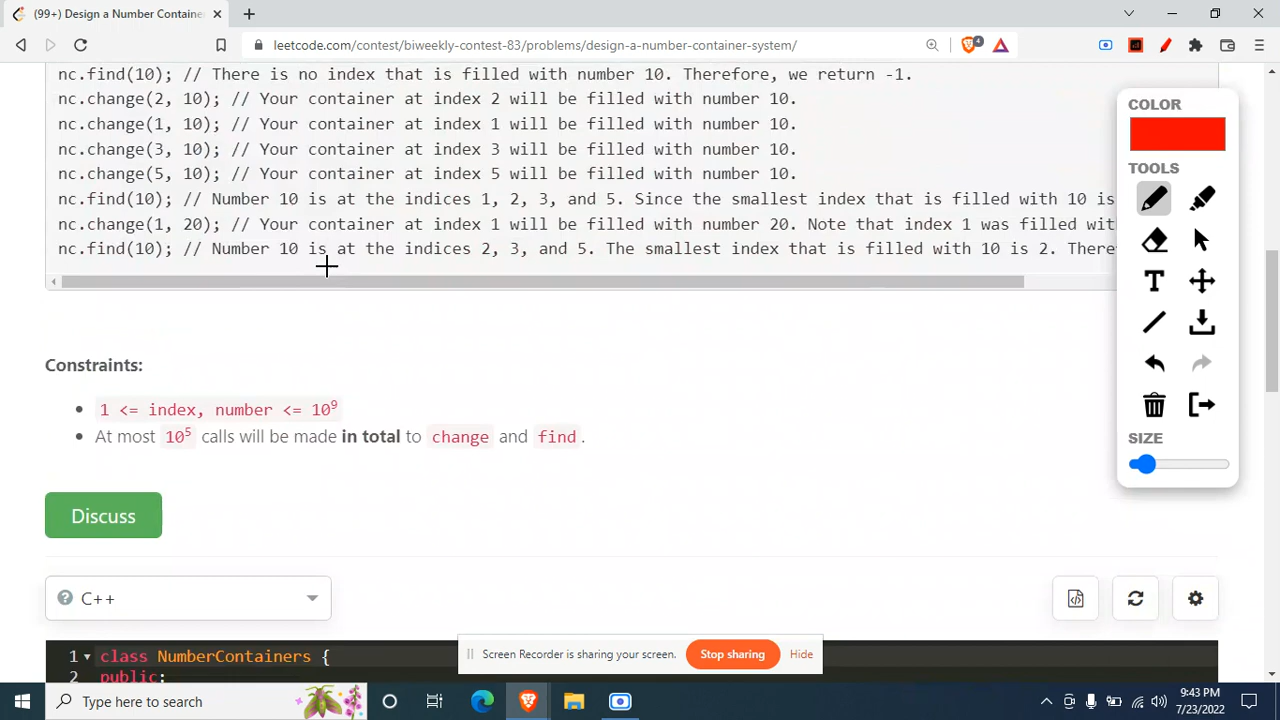 (99+) Design a Number Containe
leetcode.com/contest/biweekly-contest-83/problems/design-a-number-container-system/
4
nc.find(10); // There is no index that is filled with number 10. Therefore, we return -1.
nc.change(2, 10); // Your container at index 2 will be filled with number 10.
nc.change(1, 10); // Your container at index 1 will be filled with number 10.
nc.change(3, 10); // Your container at index 3 will be filled with number 10.
nc.change(5, 10); // Your container at index 5 will be filled with number 10.
nc.find(10); // Number 10 is at the indices 1, 2, 3, and 5. Since the smallest index that is filled with 10 is
nc.change(1, 20); // Your container at index 1 will be filled with number 20. Note that index 1 was filled wit
nc.find(10); // Number 10 is at the indices 2, 3, and 5. The smallest index that is filled with 10 is 2. There
COLOR
TOOLS
T
SIZE
Constraints:
1 <= index, number <= 10⁹
At most 10⁵ calls will be made in total to change and find.
Discuss
C++
1 class NumberContainers {
2 public:
Screen Recorder is sharing your screen. Stop sharing Hide
Type here to search
9:43 PM
7/23/2022